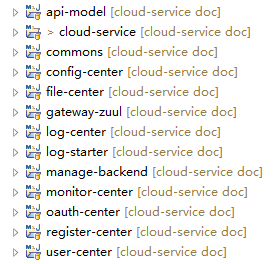 api-model [cloud-service doc]
> cloud-service [cloud-service doc]
commons [cloud-service doc]
config-center [cloud-service doc]
file-center [cloud-service doc]
gateway-zuul [cloud-service doc]
log-center [cloud-service doc]
log-starter [cloud-service doc]
manage-backend [cloud-service doc]
monitor-center [cloud-service doc]
oauth-center [cloud-service doc]
register-center [cloud-service doc]
user-center [cloud-service doc]